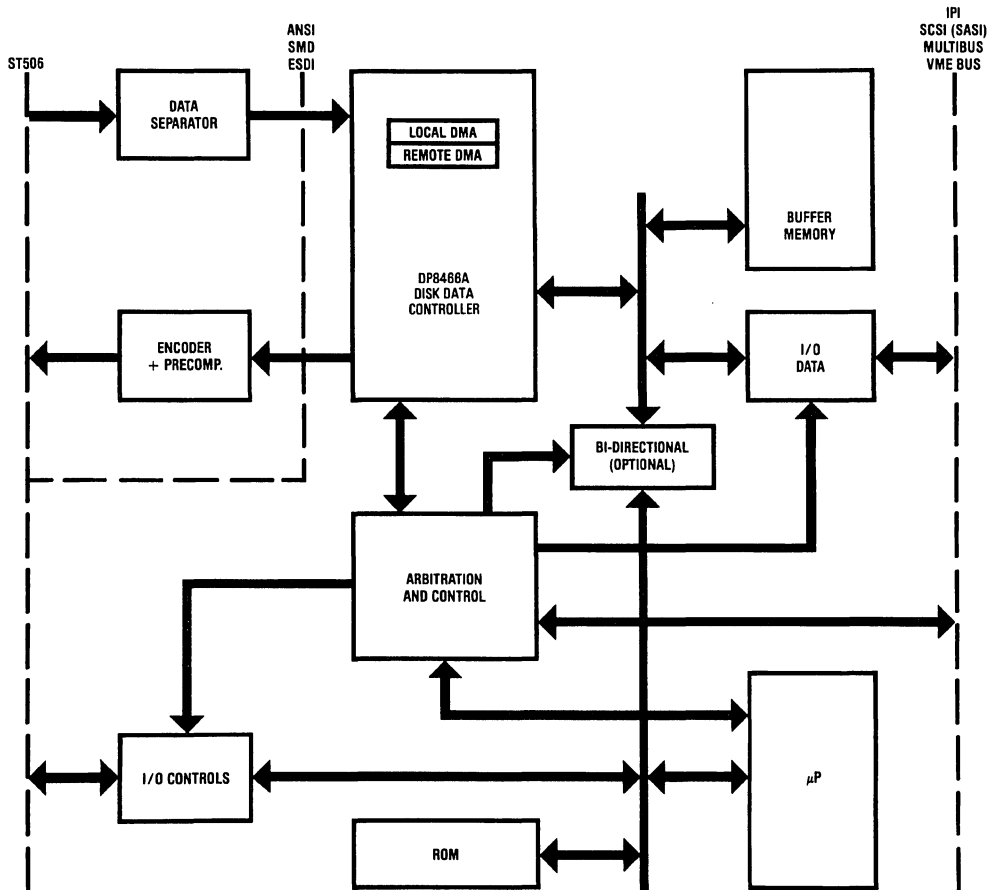 ST506
ANSI
SMD
ESDI
IPI
SCSI (SASI)
MULTIBUS
VME BUS
DATA
SEPARATOR
LOCAL DMA
REMOTE DMA
DP8466A
DISK DATA
CONTROLLER
BUFFER
MEMORY
ENCODER
+ PRECOMP.
I/O
DATA
BI-DIRECTIONAL
(OPTIONAL)
ARBITRATION
AND CONTROL
I/O CONTROLS
μP
ROM